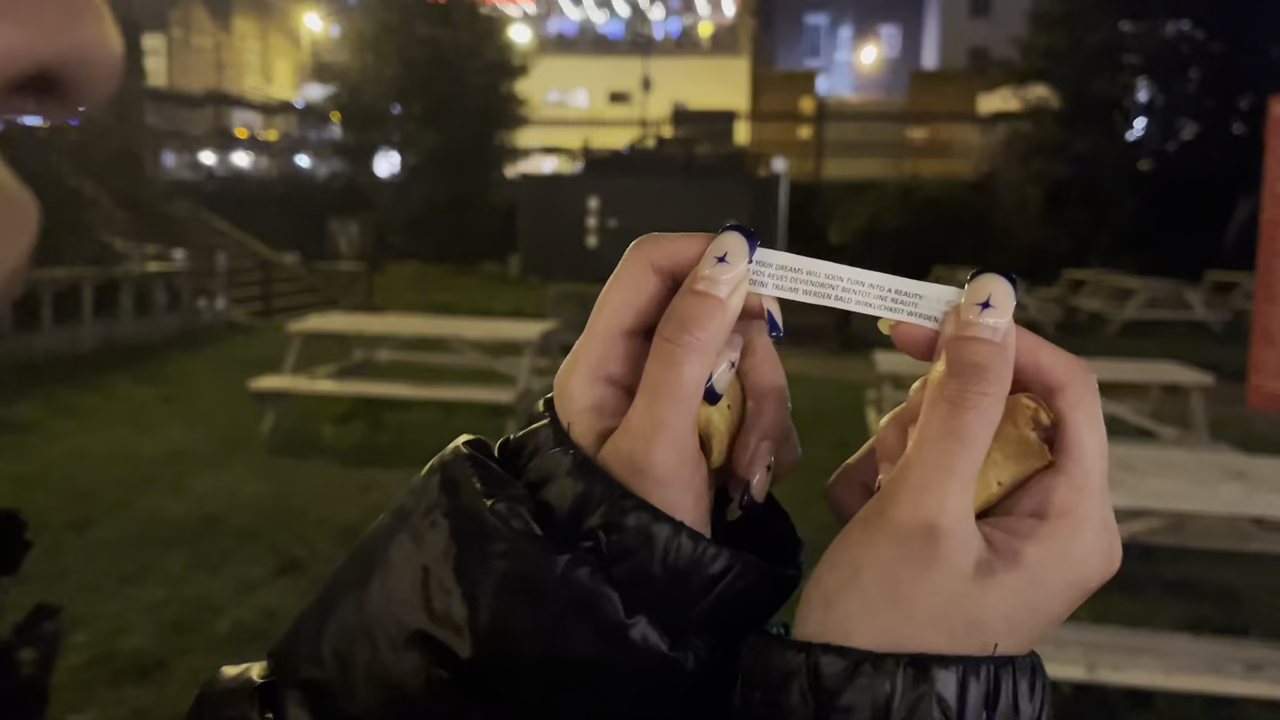 YOUR DREAMS WILL SOON TURN INTO A REALITY.
VOS REVES DEVIENDRONT BIENTOT UNE REALITE.
DEINE TRAUME WERDEN BALD WIRKLICHKEIT WERDEN.